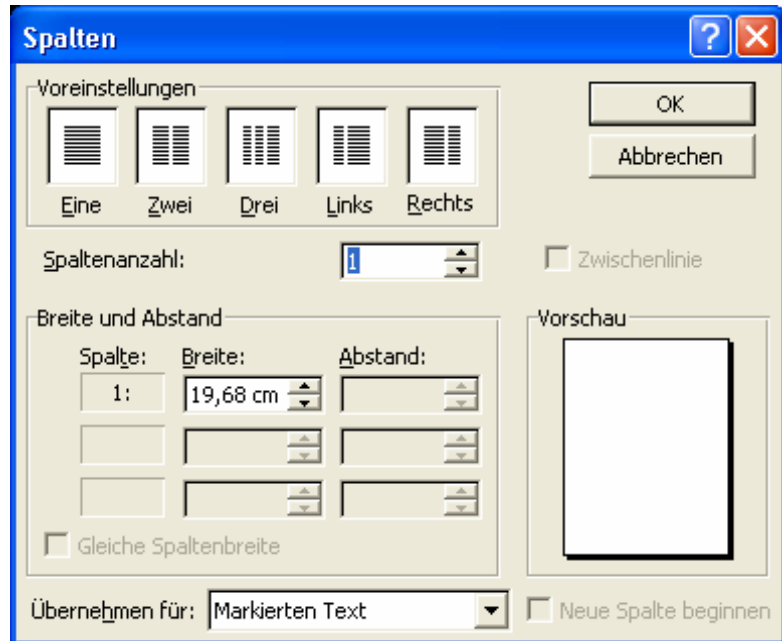 Spalten
Voreinstellungen
Eine Zwei Drei Links Rechts
OK
Abbrechen
Spaltenanzahl: 1
Zwischenlinie
Breite und Abstand
Spalte: Breite: Abstand:
1: 19,68 cm
Gleiche Spaltenbreite
Vorschau
Übernehmen für: Markierten Text
Neue Spalte beginnen